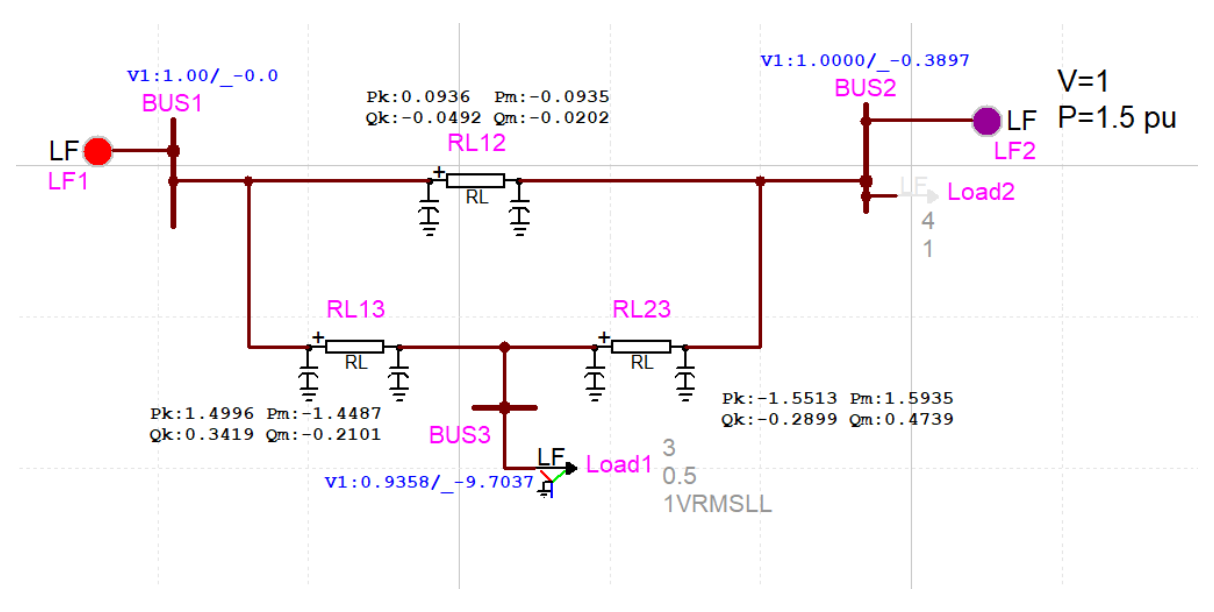 V1:1.00/_-0.0
BUS1
LF
LF1
Pk:0.0936 Pm:-0.0935
Qk:-0.0492 Qm:-0.0202
RL12
+
RL
V1:1.0000/_-0.3897
BUS2
LF
LF2
V=1
P=1.5 pu
LF
Load2
4
1
RL13
+
RL
RL23
+
RL
Pk:1.4996 Pm:-1.4487
Qk:0.3419 Qm:-0.2101
Pk:-1.5513 Pm:1.5935
Qk:-0.2899 Qm:0.4739
BUS3
V1:0.9358/_-9.7037
LF
Load1
3
0.5
1VRMSLL